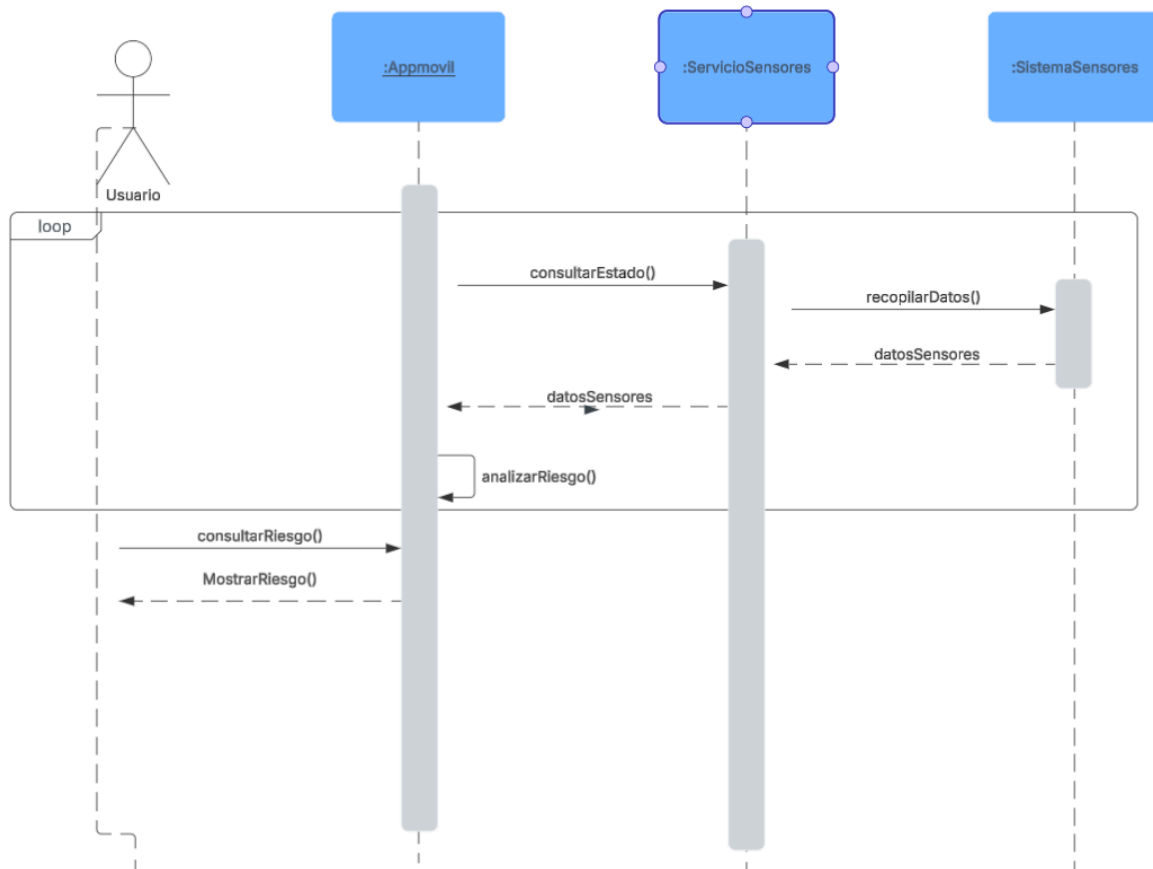 :Appmovil
:ServicioSensores
:SistemaSensores
Usuario
loop
consultarEstado()
recopilarDatos()
datosSensores
datosSensores
analizarRiesgo()
consultarRiesgo()
MostrarRiesgo()